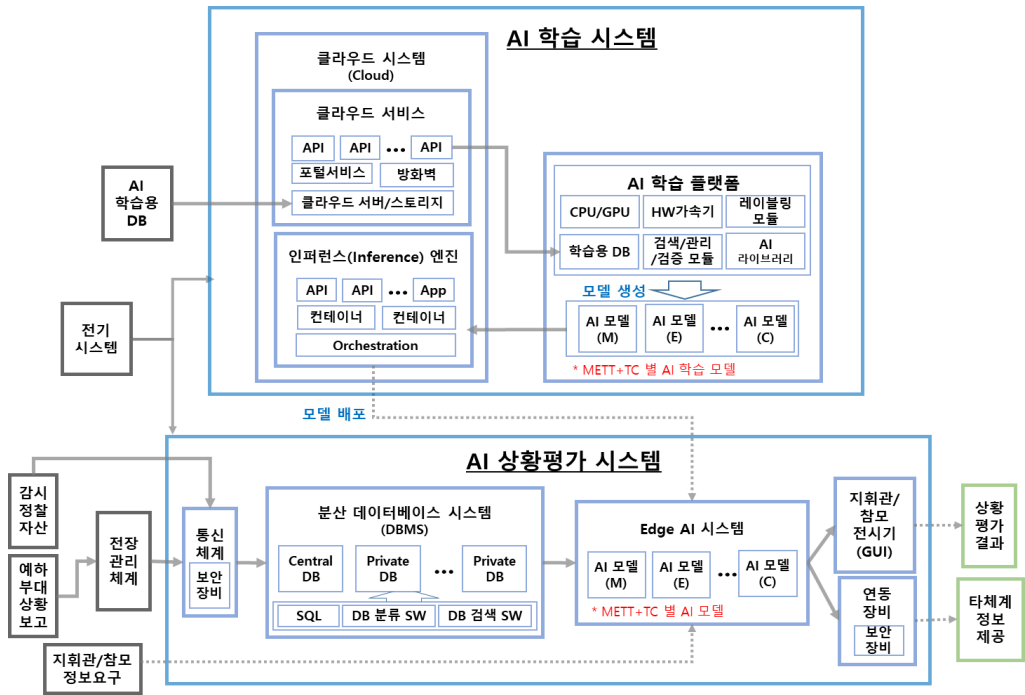 AI 학습 시스템
클라우드 시스템
(Cloud)
클라우드 서비스
API
API
...
API
포털서비스
방화벽
클라우드 서버/스토리지
인퍼런스(Inference) 엔진
API
API
...
App
컨테이너
컨테이너
Orchestration
AI 학습 플랫폼
CPU/GPU
HW가속기
레이블링
모듈
학습용 DB
검색/관리
/검증 모듈
AI
라이브러리
모델 생성
AI 모델
(M)
AI 모델
(E)
...
AI 모델
(C)
* METT+TC 별 AI 학습 모델
AI
학습용
DB
전기
시스템
모델 배포
AI 상황평가 시스템
감시
정찰
자산
예하
부대
상황
보고
전장
관리
체계
통신
체계
보안
장비
분산 데이터베이스 시스템
(DBMS)
Central
DB
Private
DB
...
Private
DB
SQL
DB 분류 SW
DB 검색 SW
Edge AI 시스템
AI 모델
(M)
AI 모델
(E)
...
AI 모델
(C)
* METT+TC 별 AI 모델
지휘관/
참모
전시기
(GUI)
연동
장비
보안
장비
상황
평가
결과
타체계
정보
제공
지휘관/참모
정보요구